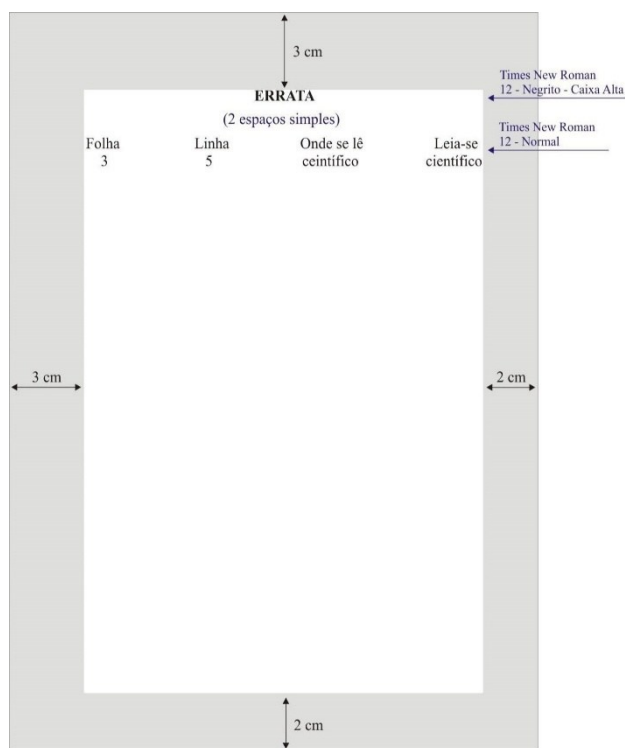 3 cm
ERRATA
Times New Roman
12 - Negrito - Caixa Alta
(2 espaços simples)
Times New Roman
12 - Normal
Folha Linha Onde se lê Leia-se
3 5 ceintífico científico
3 cm
2 cm
2 cm